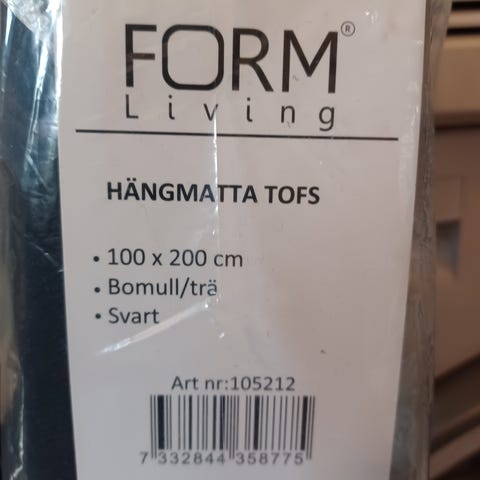 FORM®
Living
HÄNGMATTA TOFS
• 100 x 200 cm
• Bomull/trä
• Svart
Art nr:105212
7 332844 358775